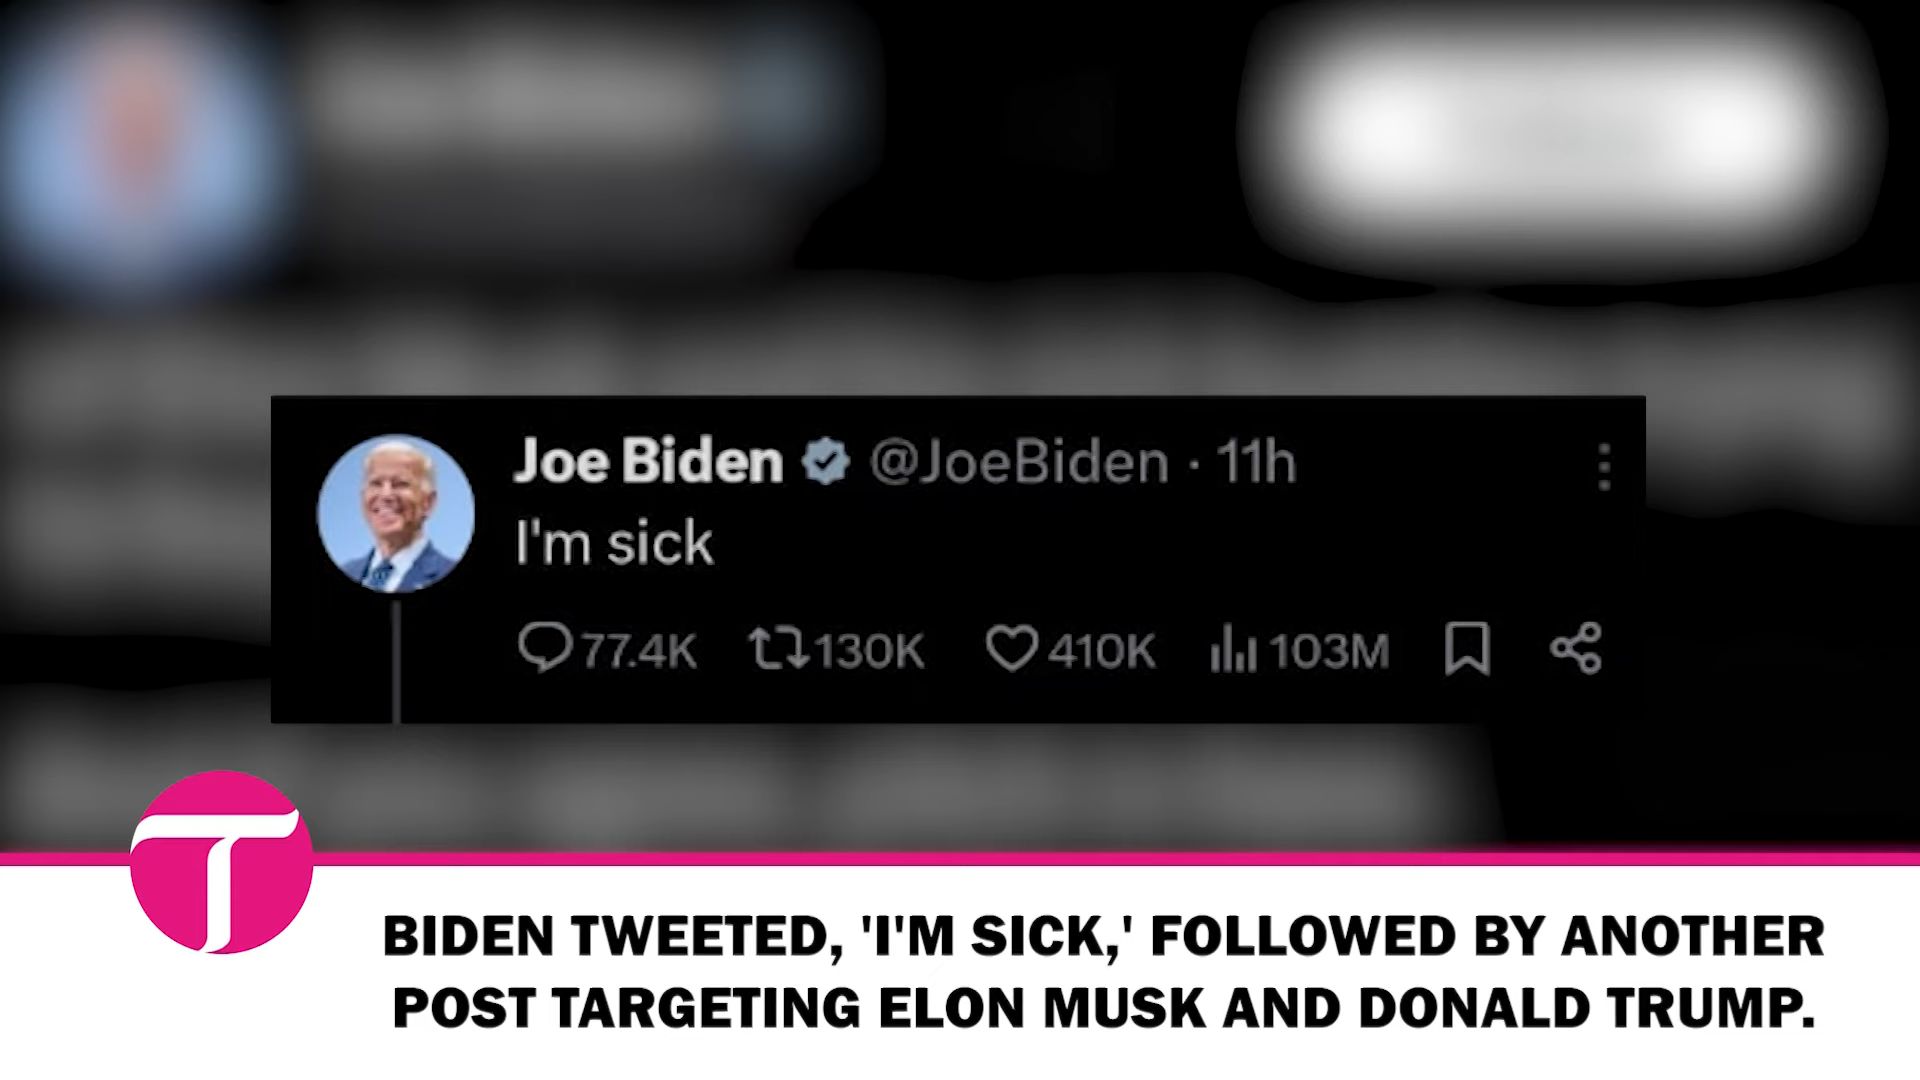 Joe Biden @JoeBiden · 11h
I'm sick
77.4K 130K 410K 103M
T
BIDEN TWEETED, 'I'M SICK,' FOLLOWED BY ANOTHER
POST TARGETING ELON MUSK AND DONALD TRUMP.